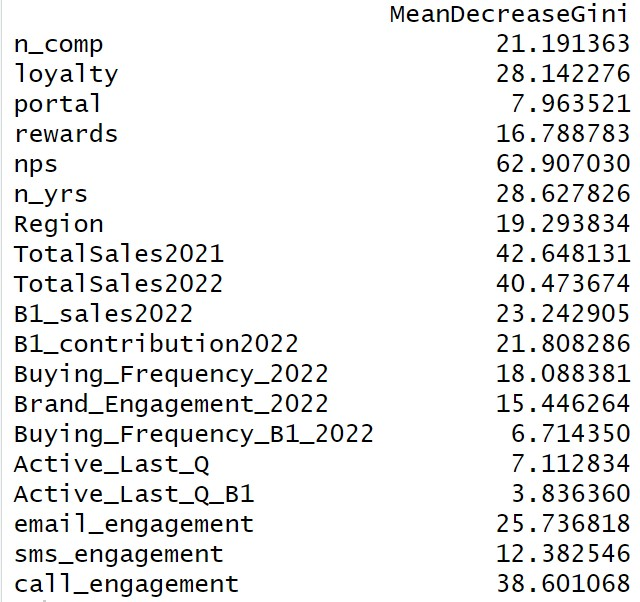 MeanDecreaseGini
n_comp 21.191363
loyalty 28.142276
portal 7.963521
rewards 16.788783
nps 62.907030
n_yrs 28.627826
Region 19.293834
TotalSales2021 42.648131
TotalSales2022 40.473674
B1_sales2022 23.242905
B1_contribution2022 21.808286
Buying_Frequency_2022 18.088381
Brand_Engagement_2022 15.446264
Buying_Frequency_B1_2022 6.714350
Active_Last_Q 7.112834
Active_Last_Q_B1 3.836360
email_engagement 25.736818
sms_engagement 12.382546
call_engagement 38.601068